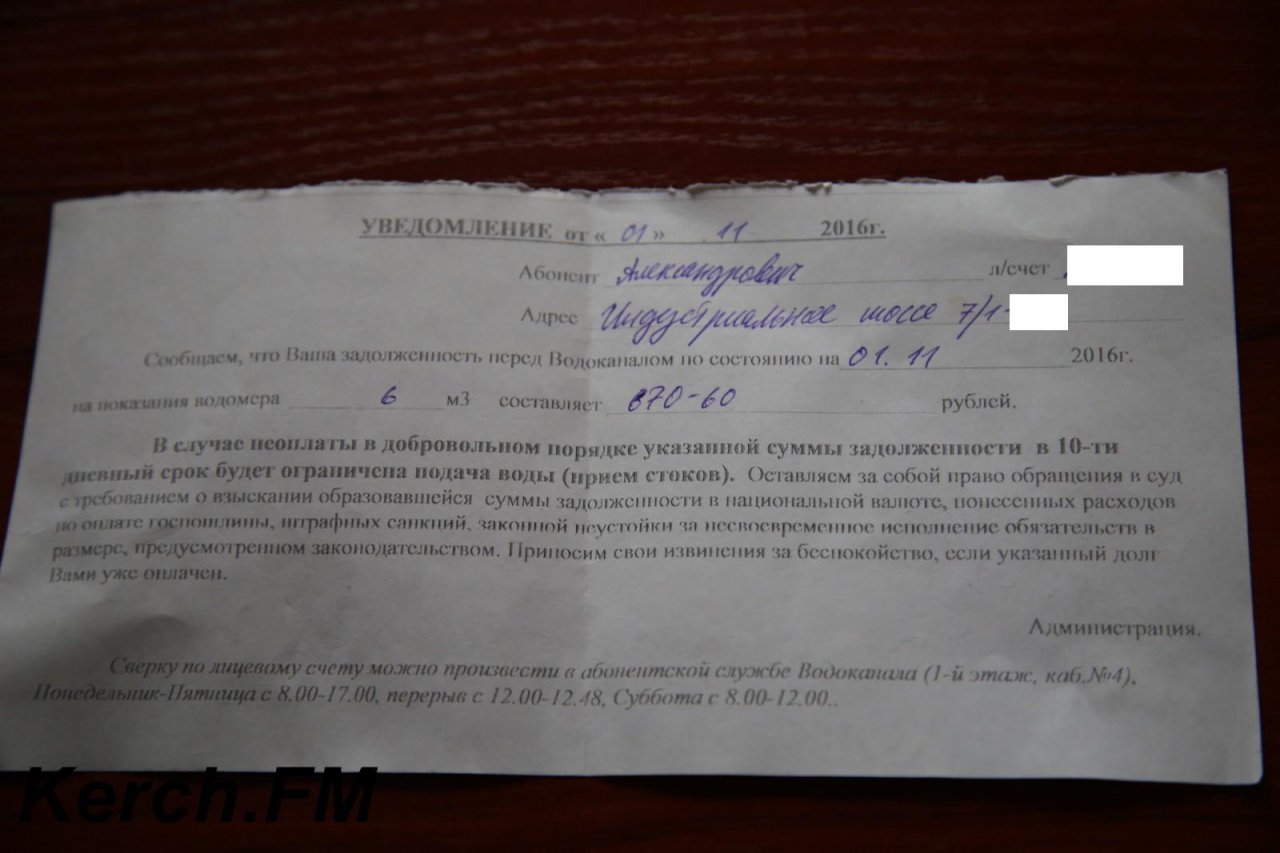 УВЕДОМЛЕНИЕ от « 01 » 11 2016г.
Абонент Александрович л/счет
Адрес Индустриальное шоссе 7/1-
Сообщаем, что Ваша задолженность перед Водоканалом по состоянию на 01.11 2016г.
на показания водомера 6 м3 составляет 870-60 рублей.
В случае неоплаты в добровольном порядке указанной суммы задолженности в 10-ти
дневный срок будет ограничена подача воды (прием стоков). Оставляем за собой право обращения в суд
с требованием о взыскании образовавшейся суммы задолженности в национальной валюте, понесенных расходов
по оплате госпошлины, штрафных санкций, законной неустойки за несвоевременное исполнение обязательств в
размере, предусмотренном законодательством. Приносим свои извинения за беспокойство, если указанный долг
Вами уже оплачен.
Администрация.
Сверку по лицевому счету можно произвести в абонентской службе Водоканала (1-й этаж, каб.№4),
Понедельник-Пятница с 8.00-17.00, перерыв с 12.00-12.48, Суббота с 8.00-12.00..
Kerch.FM